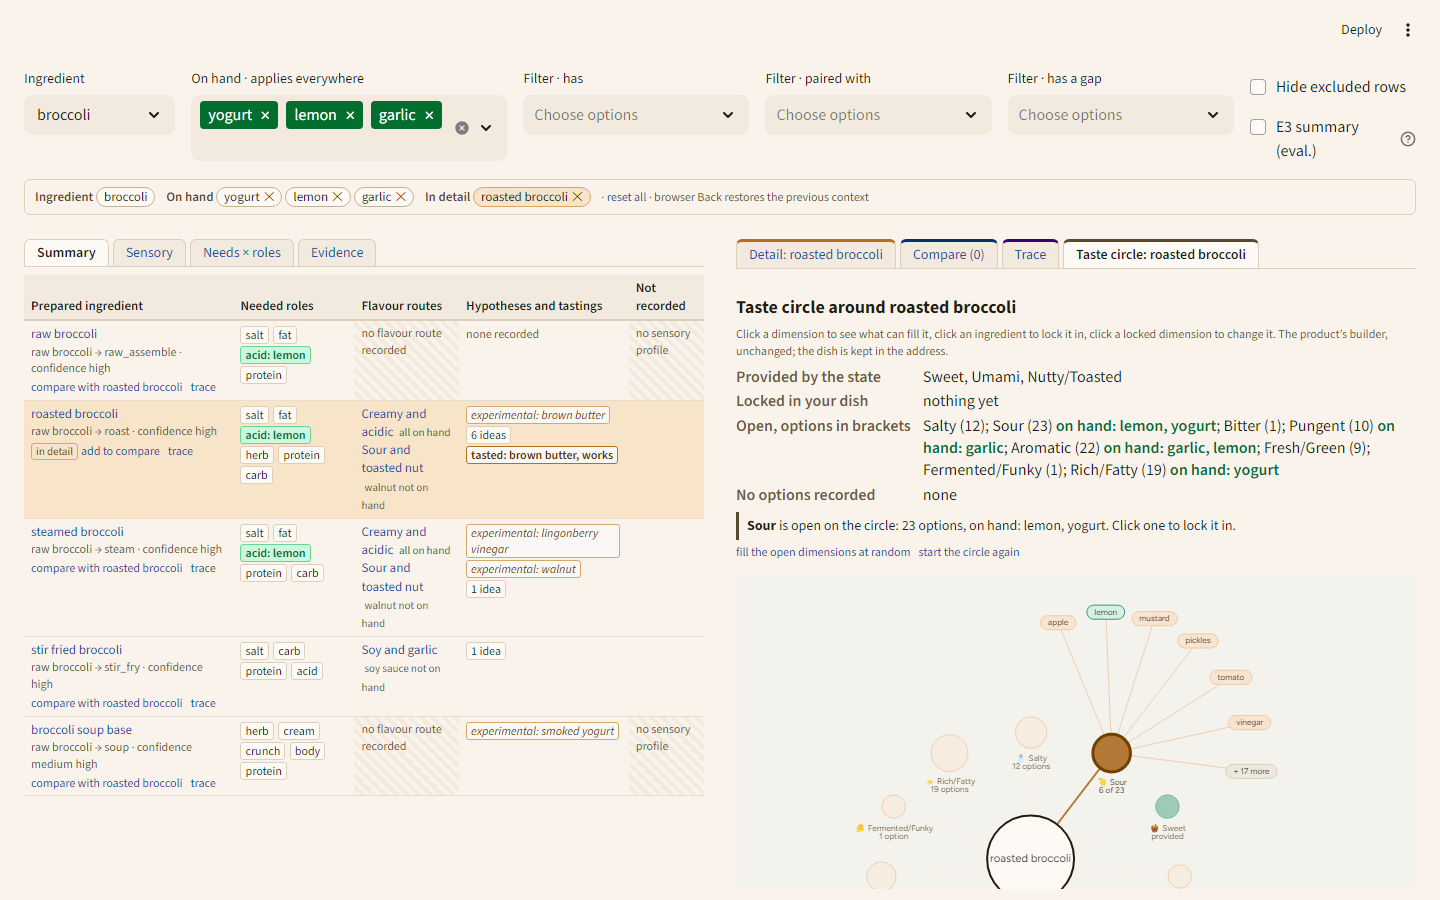 Deploy
Ingredient
On hand · applies everywhere
Filter · has
Filter · paired with
Filter · has a gap
broccoli
yogurt ×
lemon ×
garlic ×
Choose options
Choose options
Choose options
Hide excluded rows
E3 summary
(eval.)
Ingredient broccoli On hand yogurt × lemon × garlic × In detail roasted broccoli × · reset all · browser Back restores the previous context
Summary
Sensory
Needs × roles
Evidence
Prepared ingredient
Needed roles
Flavour routes
Hypotheses and tastings
Not
recorded
raw broccoli
raw broccoli → raw_assemble ·
confidence high
compare with roasted broccoli trace
salt fat
acid: lemon
protein
no flavour route
recorded
none recorded
no sensory
profile
roasted broccoli
raw broccoli → roast · confidence high
in detail add to compare trace
salt fat
acid: lemon
herb protein
carb
Creamy and
acidic all on hand
Sour and
toasted nut
walnut not on
hand
experimental: brown butter
6 ideas
tasted: brown butter, works
steamed broccoli
raw broccoli → steam · confidence high
compare with roasted broccoli trace
salt fat
acid: lemon
protein carb
Creamy and
acidic all on hand
Sour and
toasted nut
walnut not on
hand
experimental: lingonberry
vinegar
experimental: walnut
1 idea
stir fried broccoli
raw broccoli → stir_fry · confidence
high
compare with roasted broccoli trace
salt carb
protein acid
Soy and garlic
soy sauce not on
hand
1 idea
broccoli soup base
raw broccoli → soup · confidence
medium high
compare with roasted broccoli trace
herb cream
crunch body
protein
no flavour route
recorded
experimental: smoked yogurt
no sensory
profile
Detail: roasted broccoli
Compare (0)
Trace
Taste circle: roasted broccoli
Taste circle around roasted broccoli
Click a dimension to see what can fill it, click an ingredient to lock it in, click a locked dimension to change it. The product's builder,
unchanged; the dish is kept in the address.
Provided by the state Sweet, Umami, Nutty/Toasted
Locked in your dish nothing yet
Open, options in brackets Salty (12); Sour (23) on hand: lemon, yogurt; Bitter (1); Pungent (10) on
hand: garlic; Aromatic (22) on hand: garlic, lemon; Fresh/Green (9);
Fermented/Funky (1); Rich/Fatty (19) on hand: yogurt
No options recorded none
Sour is open on the circle: 23 options, on hand: lemon, yogurt. Click one to lock it in.
fill the open dimensions at random start the circle again
apple
lemon
mustard
pickles
tomato
vinegar
+ 17 more
Salty
12 options
Rich/Fatty
19 options
Sour
6 of 23
Fermented/Funky
1 option
Sweet
provided
roasted broccoli